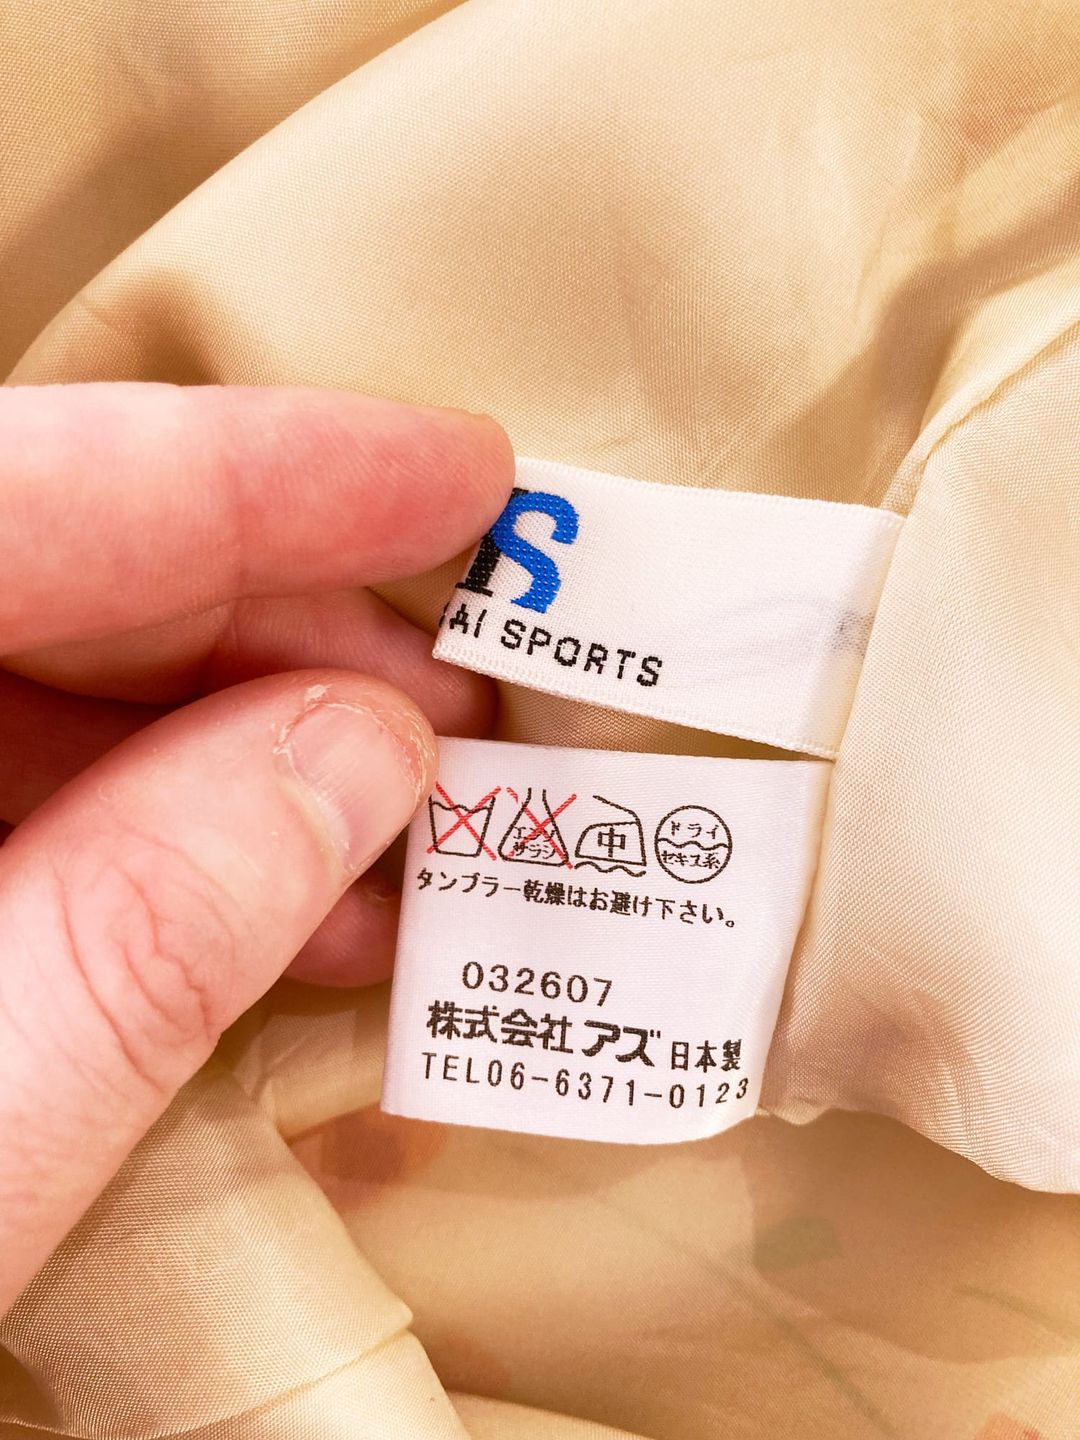 S
AI SPORTS
エンソ
サラシ
中
ドライ
セキユ系
タンブラー乾燥はお避け下さい。
032607
株式会社 アズ 日本製
TEL06-6371-0123